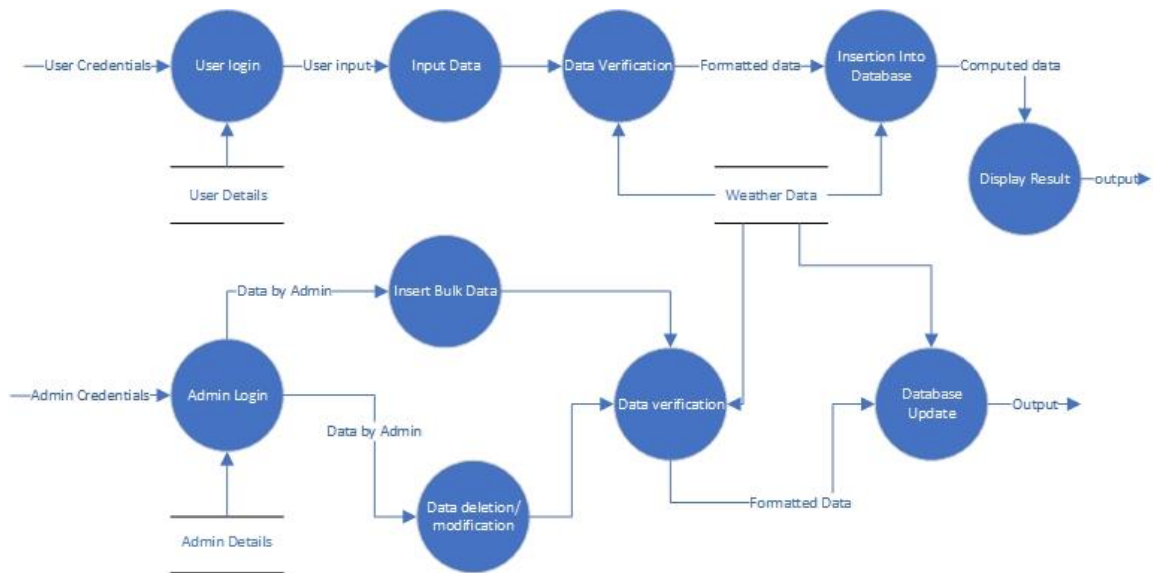 User Credentials
User login
User input
Input Data
Data Verification
Formatted data
Insertion Into
Database
Computed data
Display Result
output
User Details
Weather Data
Data by Admin
Insert Bulk Data
Admin Credentials
Admin Login
Data by Admin
Data verification
Database
Update
Output
Data deletion/
modification
Formatted Data
Admin Details